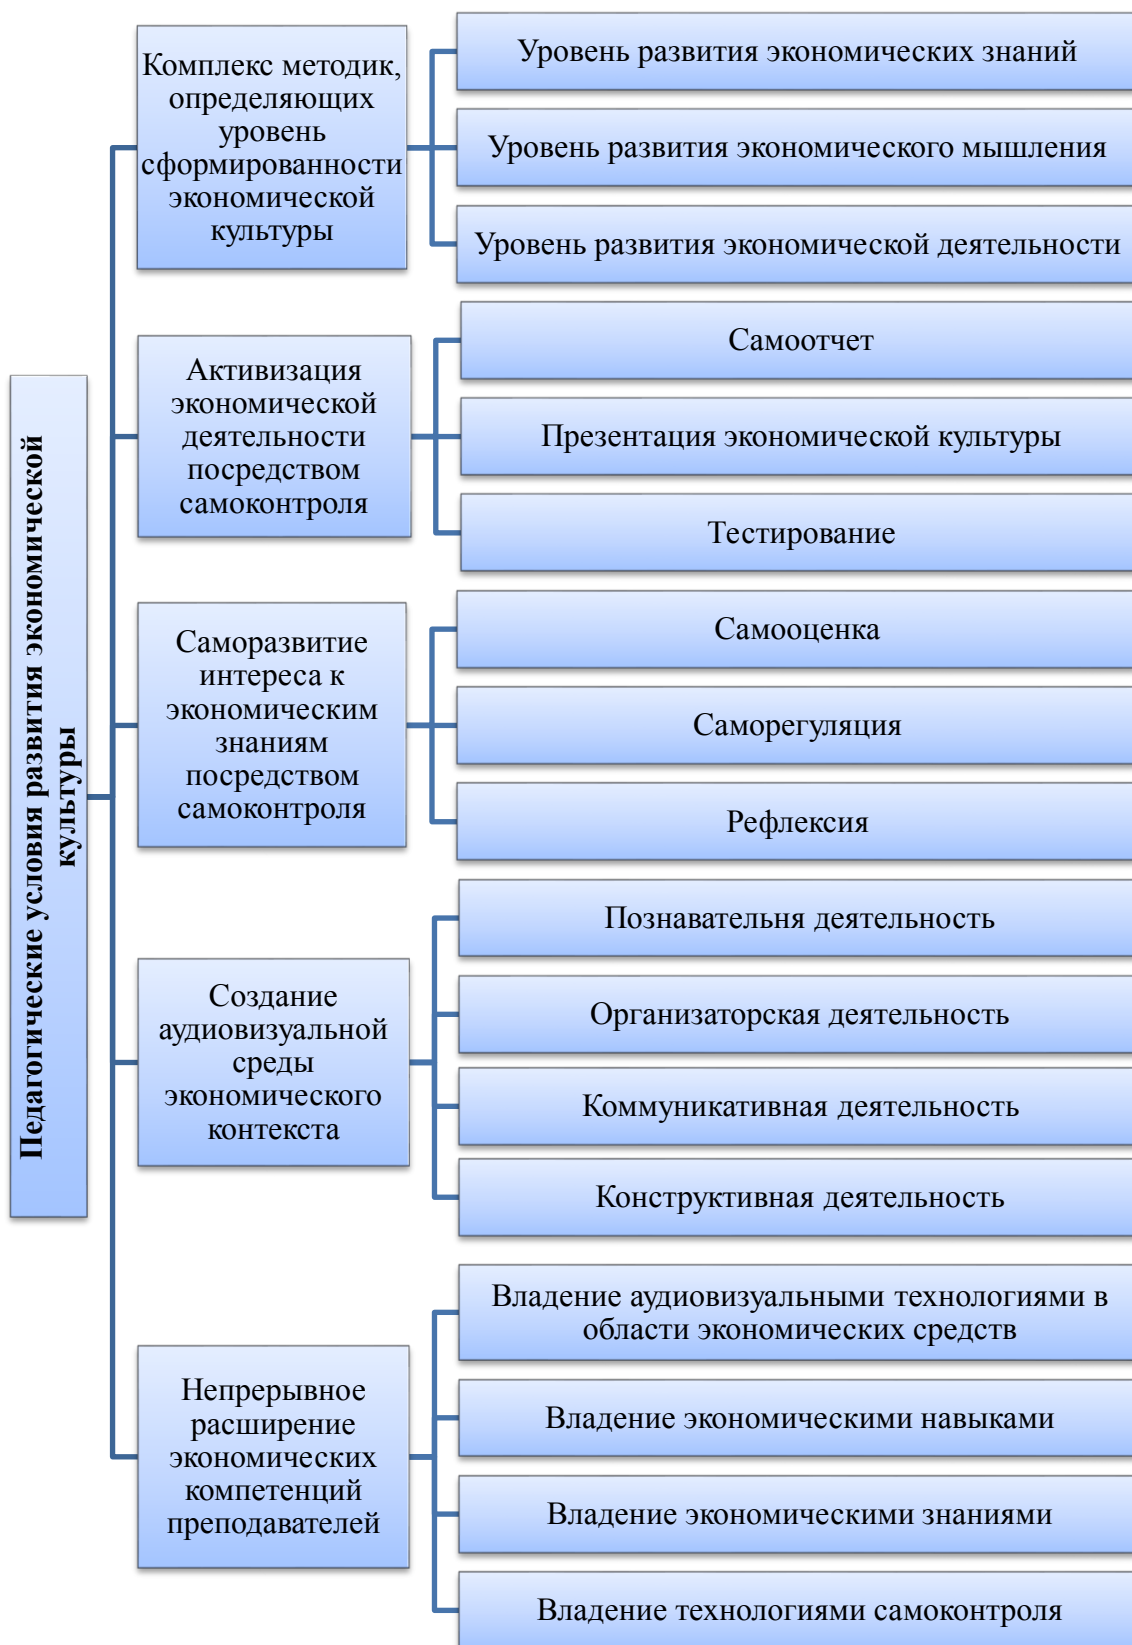 Педагогические условия развития экономической
культуры
Комплекс методик,
определяющих
уровень
сформированности
экономической
культуры
Уровень развития экономических знаний
Уровень развития экономического мышления
Уровень развития экономической деятельности
Активизация
экономической
деятельности
посредством
самоконтроля
Самоотчет
Презентация экономической культуры
Тестирование
Саморазвитие
интереса к
экономическим
знаниям
посредством
самоконтроля
Самооценка
Саморегуляция
Рефлексия
Создание
аудиовизуальной
среды
экономического
контекста
Познавательня деятельность
Организаторская деятельность
Коммуникативная деятельность
Конструктивная деятельность
Непрерывное
расширение
экономических
компетенций
преподавателей
Владение аудиовизуальными технологиями в
области экономических средств
Владение экономическими навыками
Владение экономическими знаниями
Владение технологиями самоконтроля